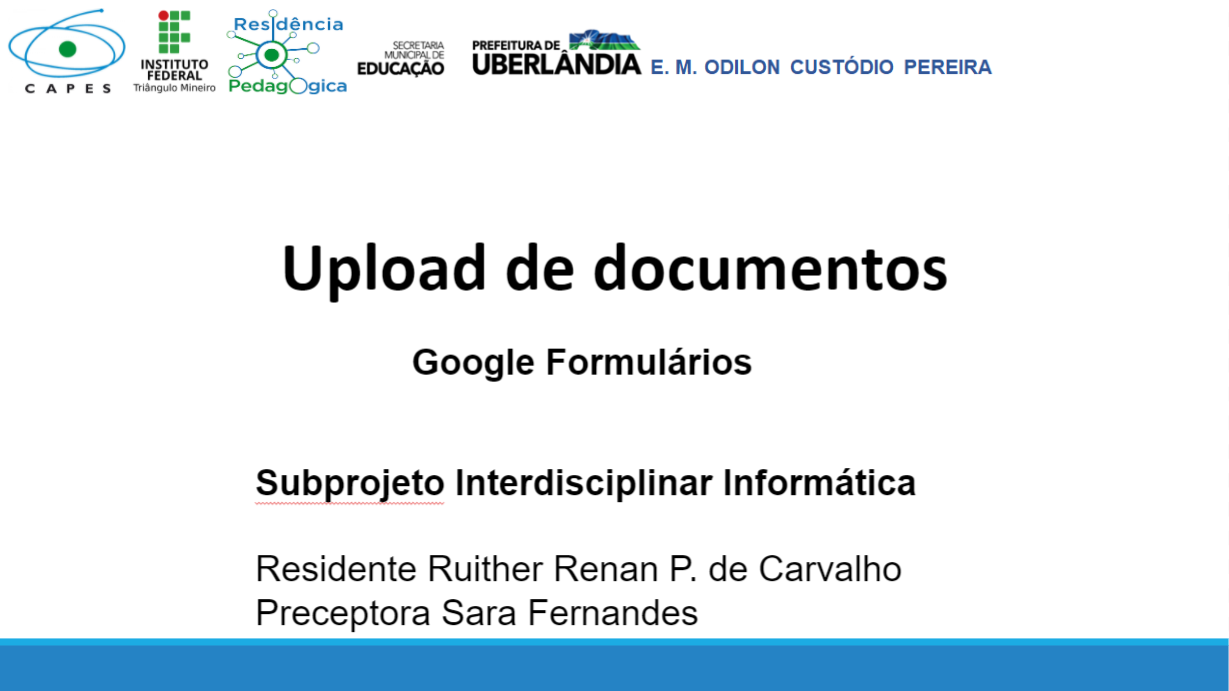 CAPES
INSTITUTO
FEDERAL
Triângulo Mineiro
Residência
Pedagógica
SECRETARIA
MUNICIPAL DE
EDUCAÇÃO
PREFEITURA DE
UBERLÂNDIA
E. M. ODILON CUSTÓDIO PEREIRA
Upload de documentos
Google Formulários
Subprojeto Interdisciplinar Informática
Residente Ruither Renan P. de Carvalho
Preceptora Sara Fernandes